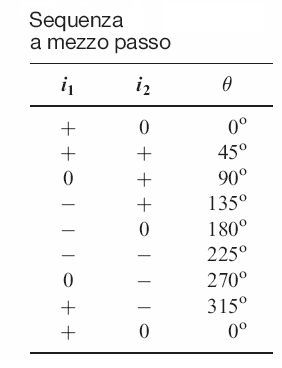 Sequenza
a mezzo passo
i₁ i₂ θ
+ 0 0°
+ + 45°
0 + 90°
− + 135°
− 0 180°
− − 225°
0 − 270°
+ − 315°
+ 0 0°